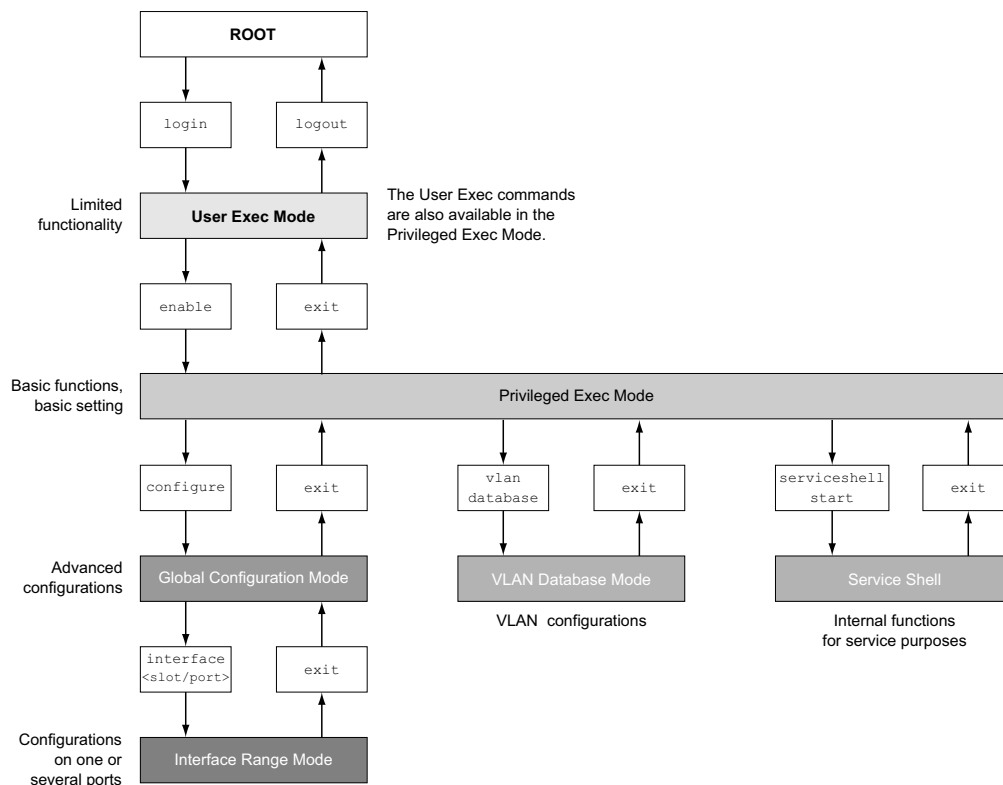 ROOT
login
logout
Limited
functionality
User Exec Mode
The User Exec commands
are also available in the
Privileged Exec Mode.
enable
exit
Basic functions,
basic setting
Privileged Exec Mode
configure
exit
vlan
database
exit
serviceshell
start
exit
Advanced
configurations
Global Configuration Mode
VLAN Database Mode
Service Shell
VLAN configurations
Internal functions
for service purposes
interface
<slot/port>
exit
Configurations
on one or
several ports
Interface Range Mode